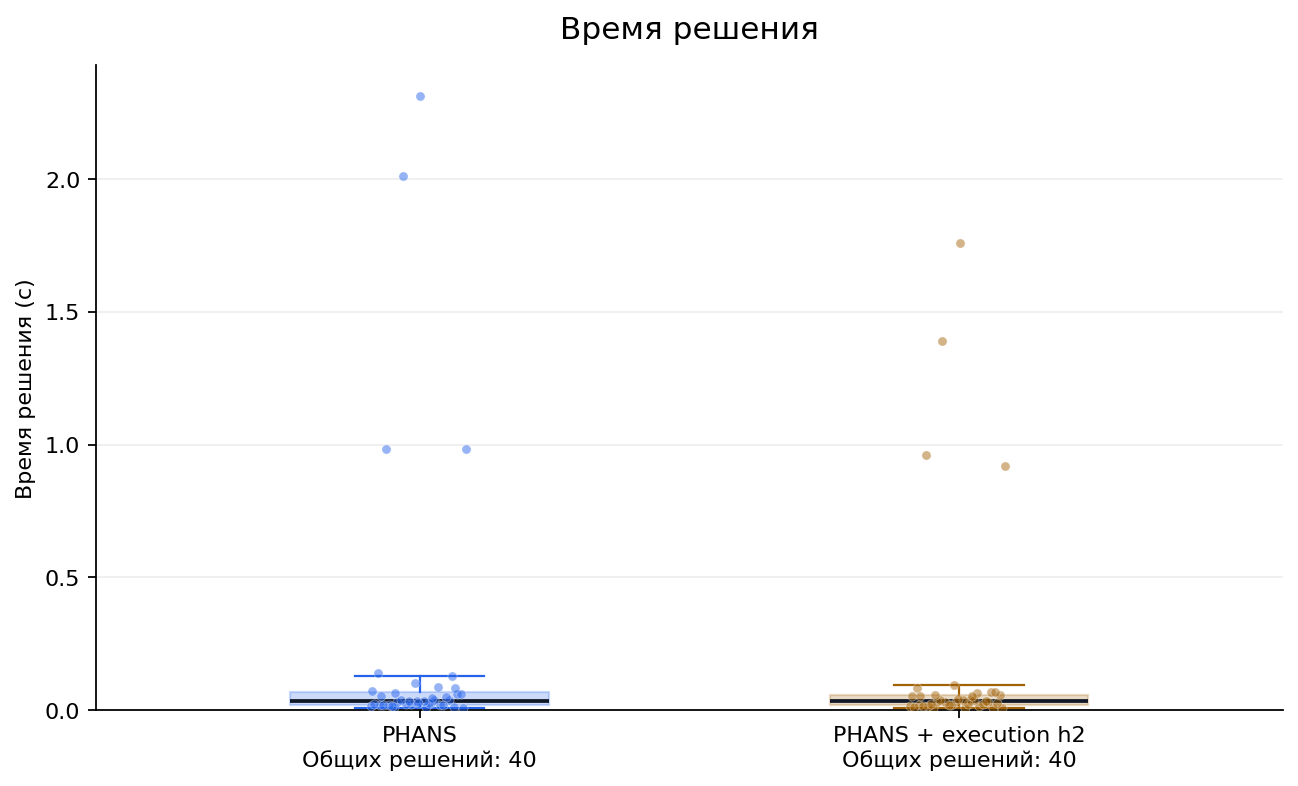 Время решения
Время решения (с)
2.0
1.5
1.0
0.5
0.0
PHANS
Общих решений: 40
PHANS + execution h2
Общих решений: 40